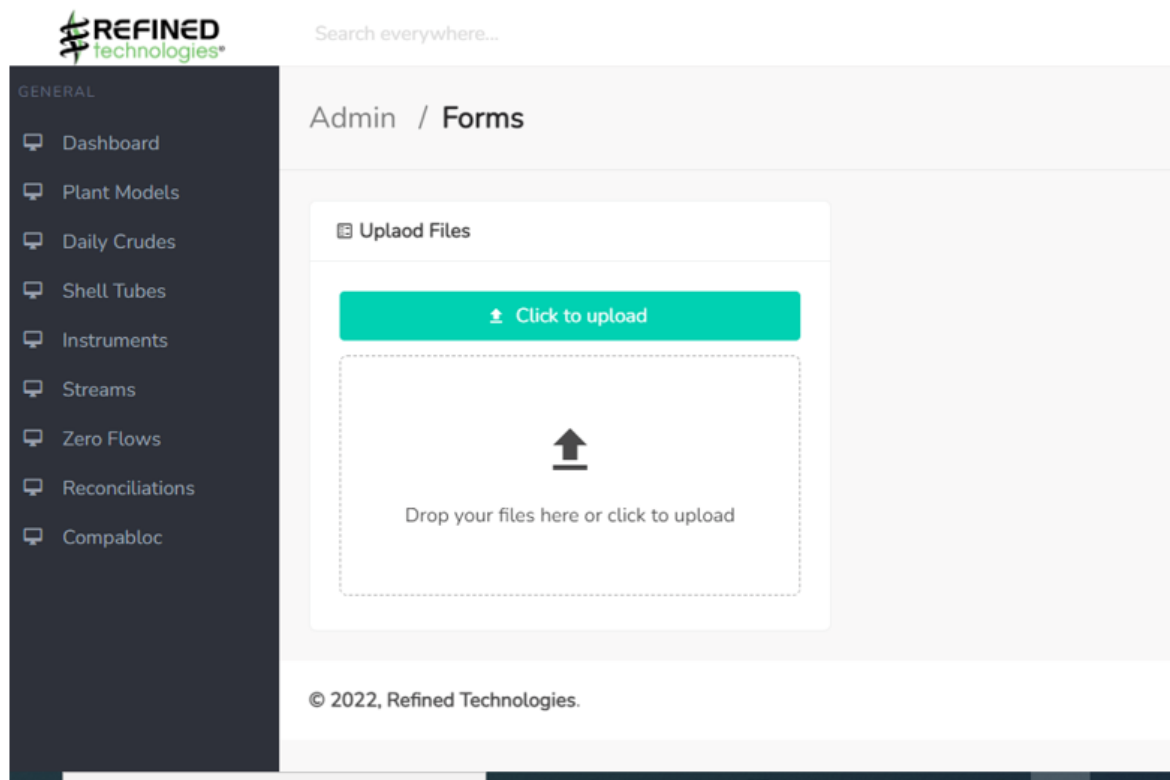 REFINED
technologies®
Search everywhere...
GENERAL
Dashboard
Plant Models
Daily Crudes
Shell Tubes
Instruments
Streams
Zero Flows
Reconciliations
Compabloc
Admin / Forms
Uplaod Files
Click to upload
Drop your files here or click to upload
© 2022, Refined Technologies.